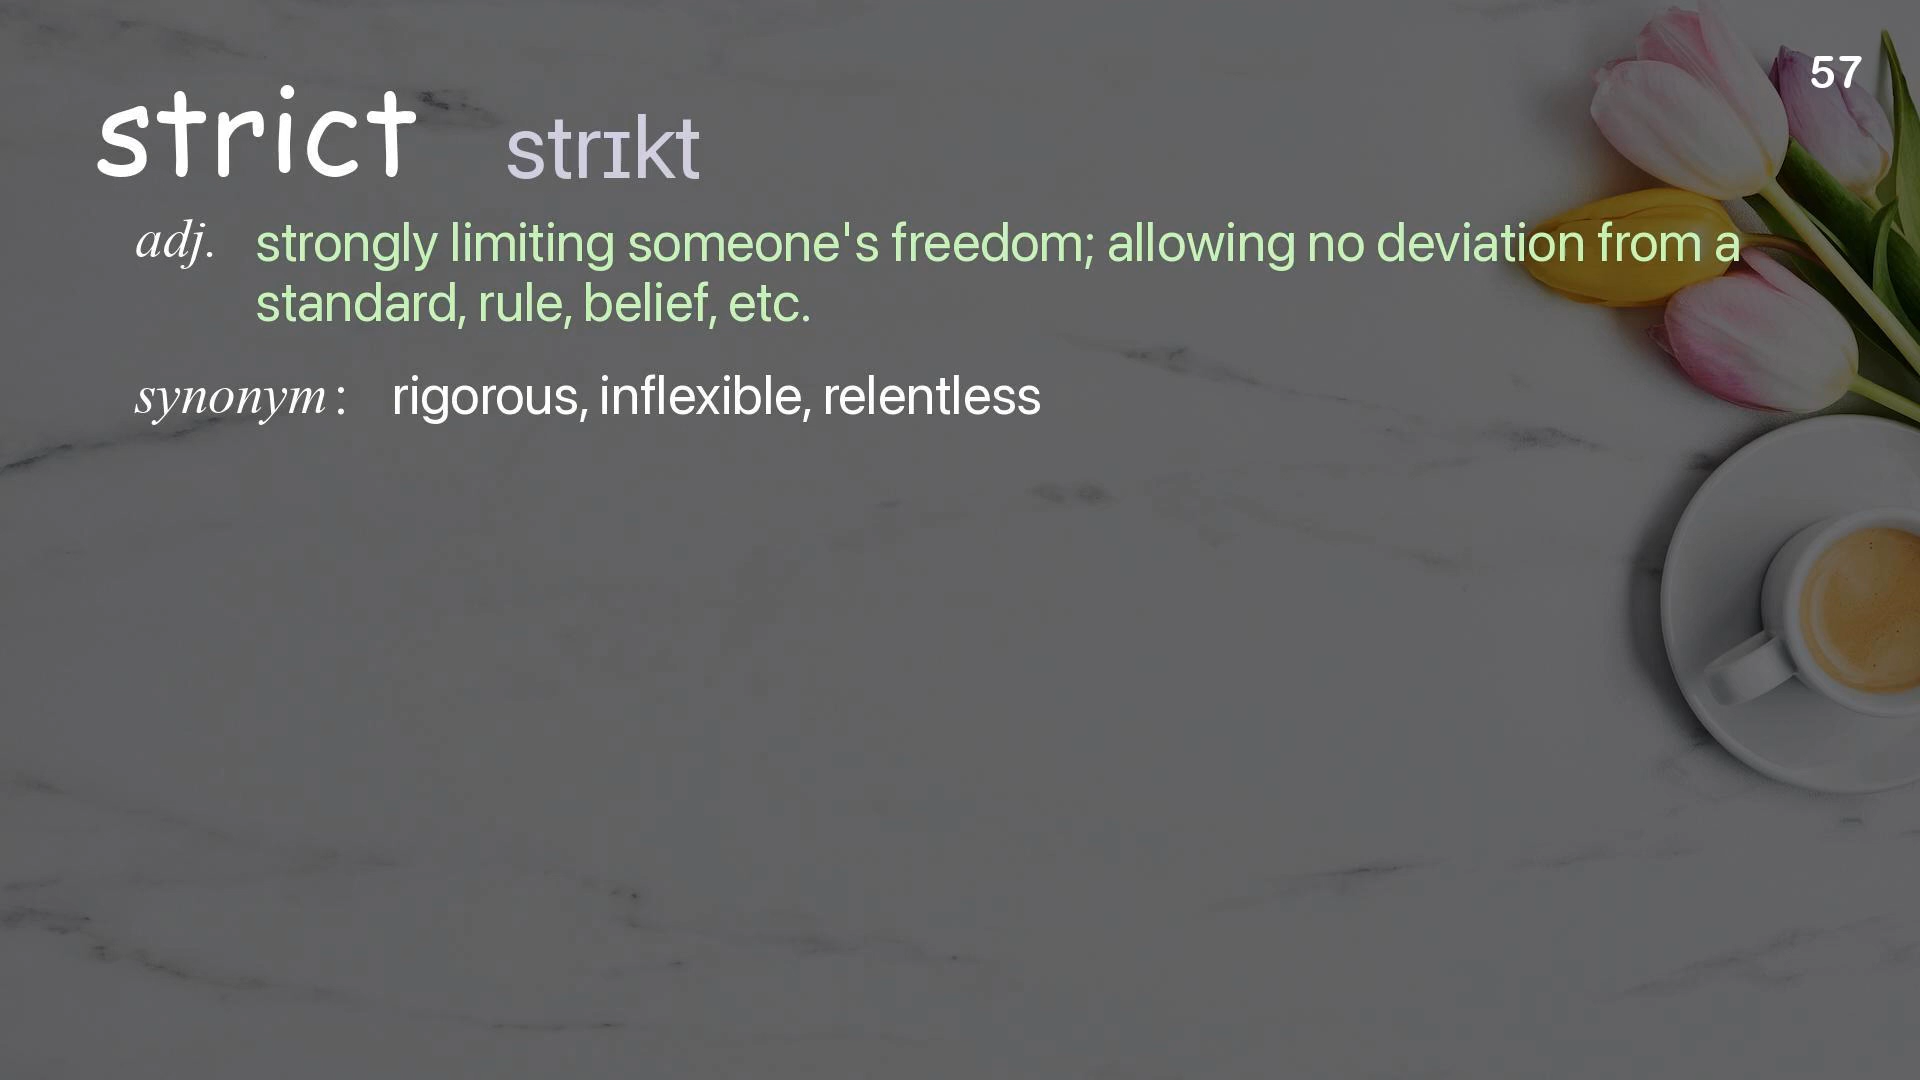 57
strict strɪkt
adj. strongly limiting someone's freedom; allowing no deviation from a
standard, rule, belief, etc.
synonym: rigorous, inflexible, relentless